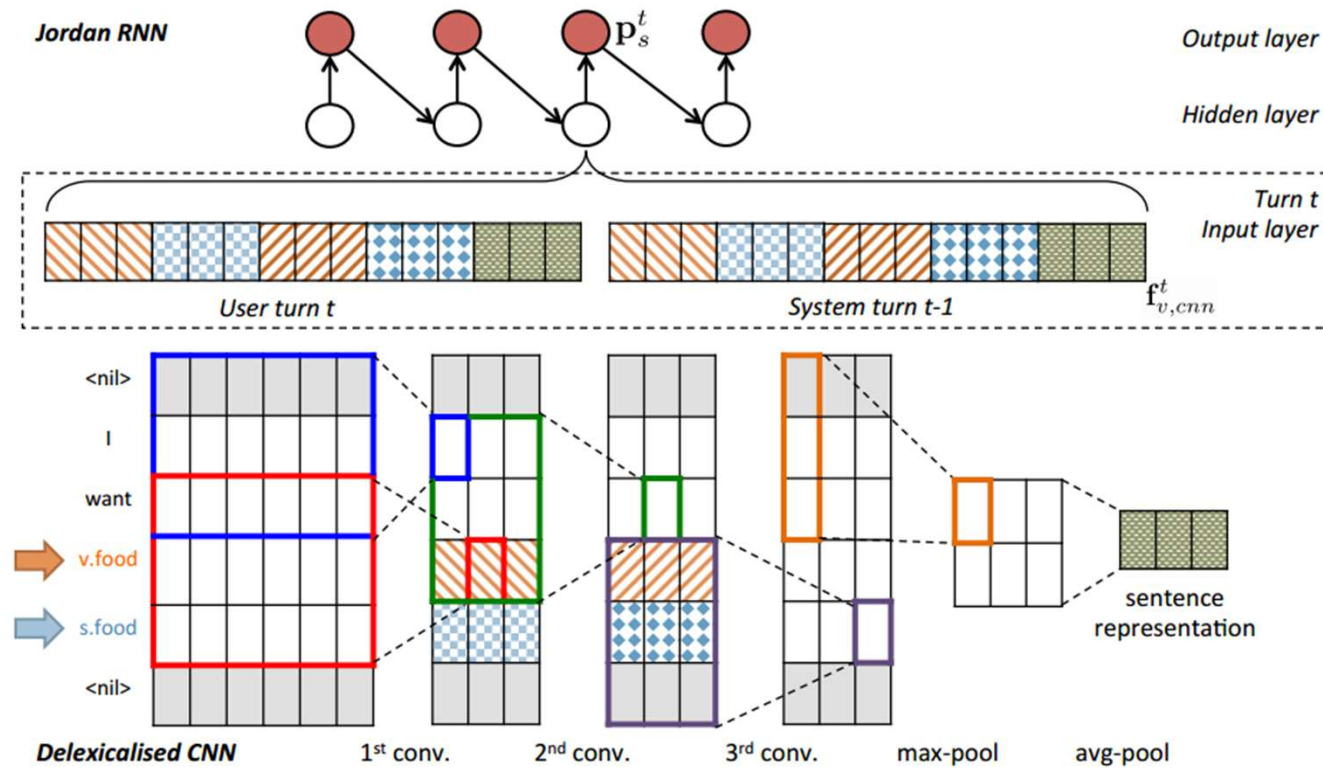 Jordan RNN
p_s^t
Output layer
Hidden layer
Turn t
Input layer
User turn t
System turn t-1
f_{v,cnn}^t
<nil>
I
want
v.food
s.food
<nil>
sentence
representation
Delexicalised CNN
1st conv.
2nd conv.
3rd conv.
max-pool
avg-pool